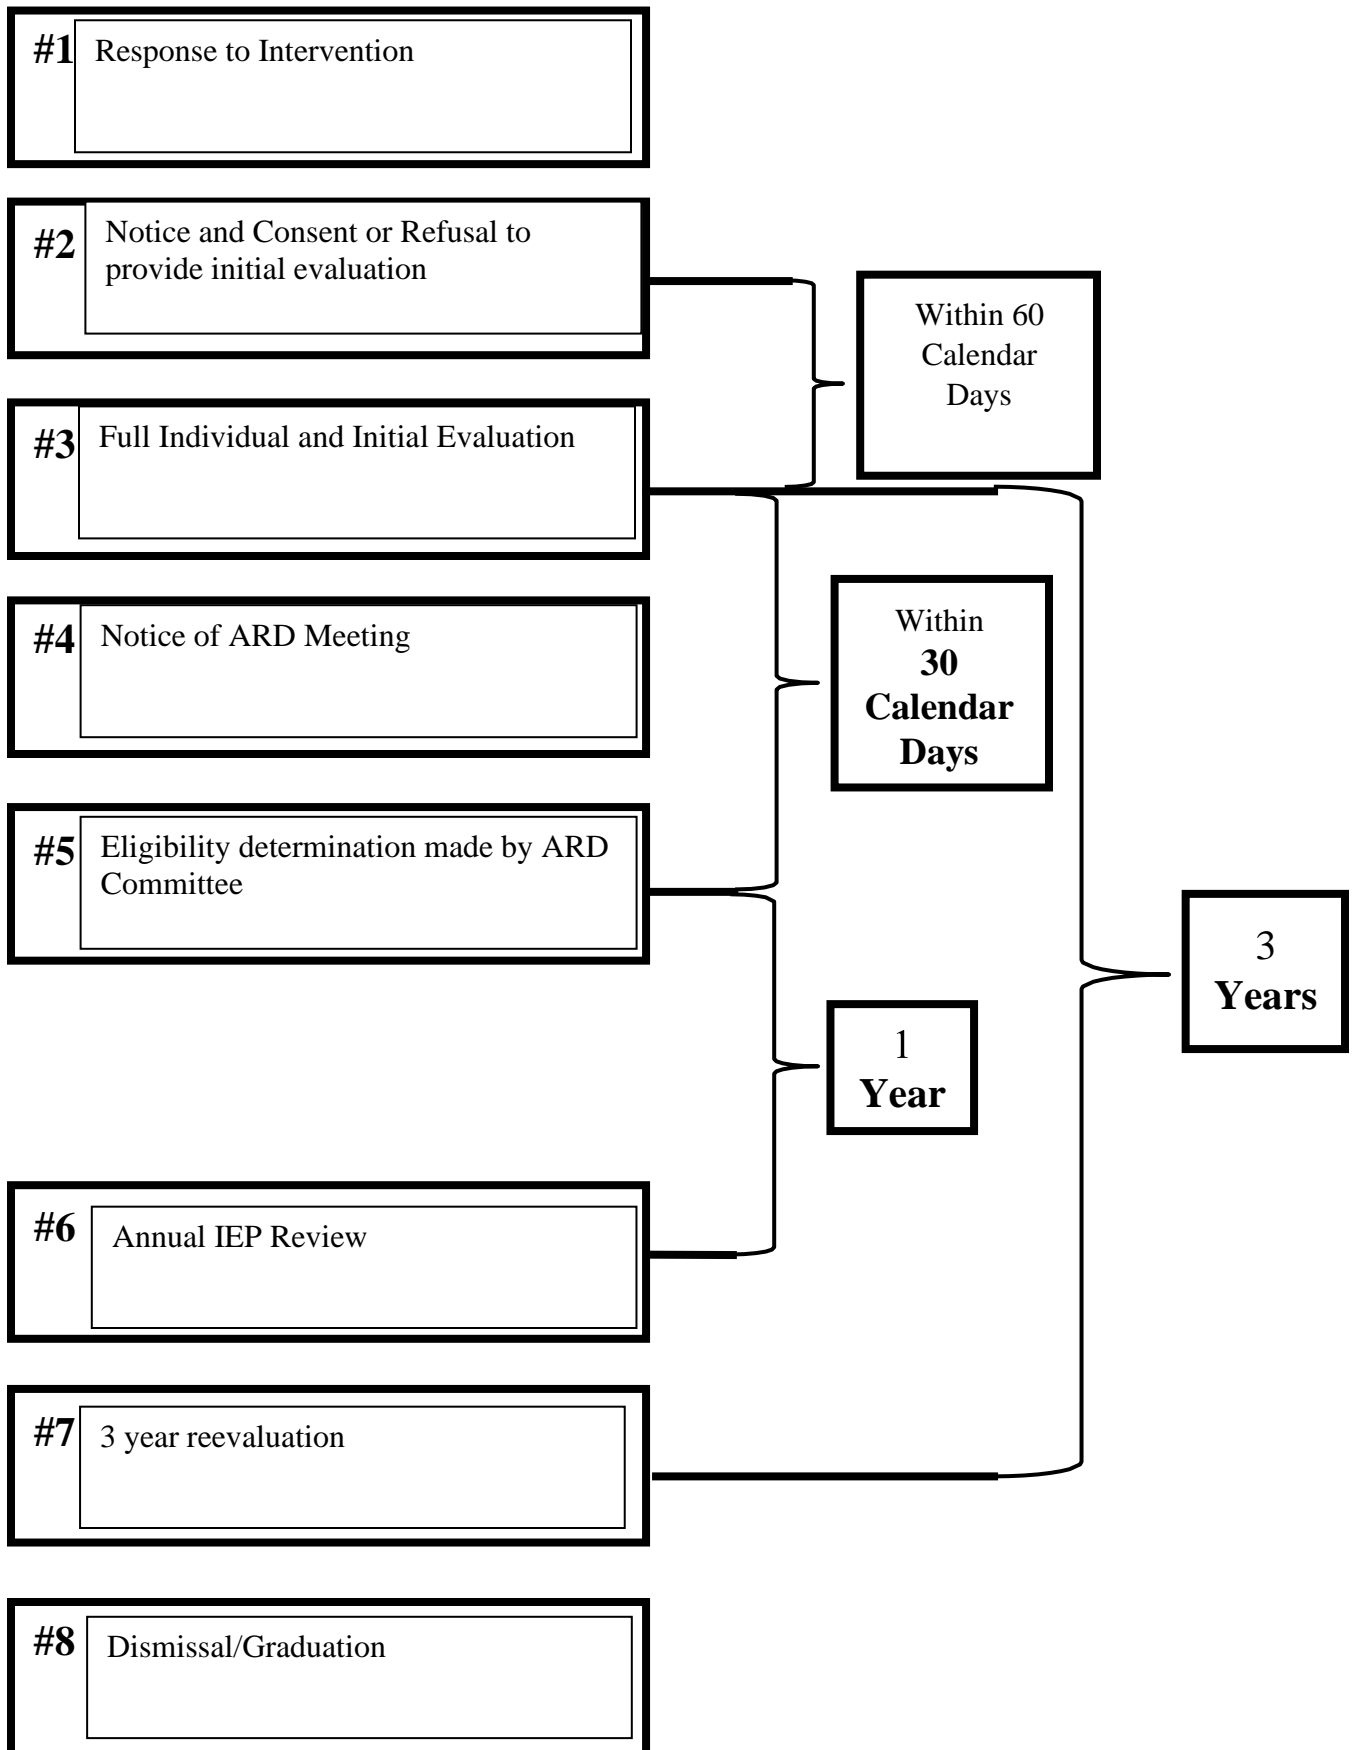 #1 Response to Intervention
#2 Notice and Consent or Refusal to
provide initial evaluation
Within 60
Calendar
Days
#3 Full Individual and Initial Evaluation
#4 Notice of ARD Meeting
Within
30
Calendar
Days
#5 Eligibility determination made by ARD
Committee
3
Years
1
Year
#6 Annual IEP Review
#7 3 year reevaluation
#8 Dismissal/Graduation